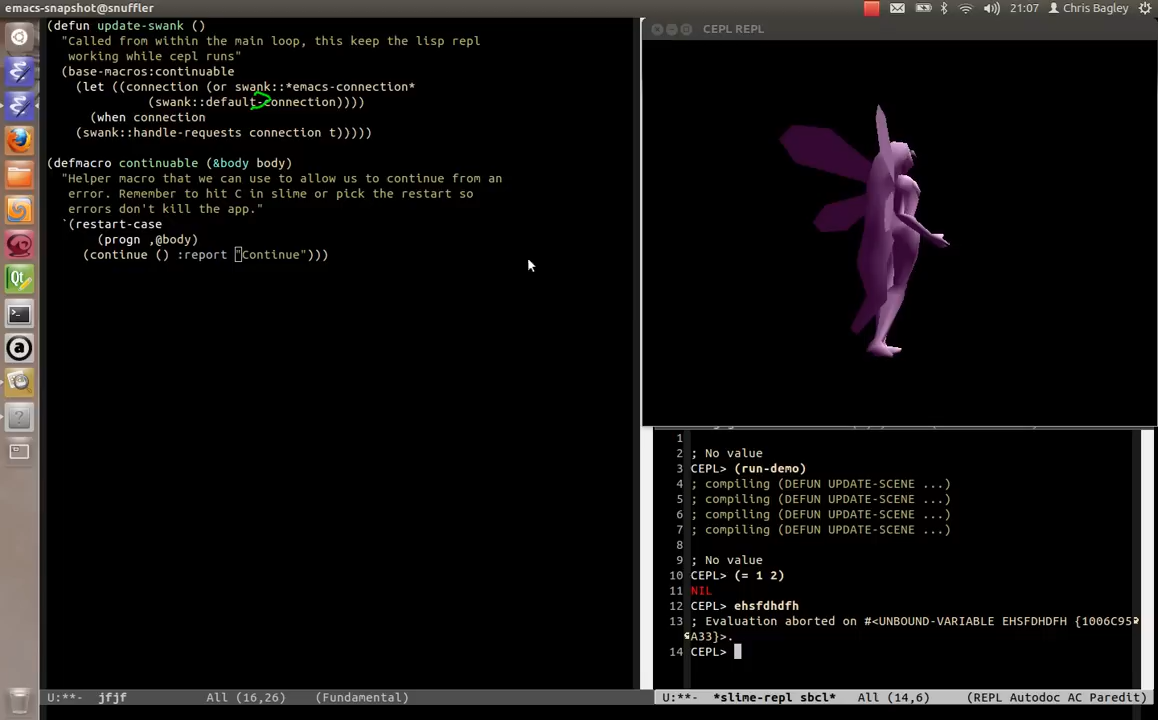 emacs-snapshot@snuffler
21:07
Chris Bagley
(defun update-swank ()
"Called from within the main loop, this keep the lisp repl
working while cepl runs"
(base-macros:continuable
(let ((connection (or swank::*emacs-connection*
(swank::default-connection))))
(when connection
(swank::handle-requests connection t)))))
(defmacro continuable (&body body)
"Helper macro that we can use to allow us to continue from an
error. Remember to hit C in slime or pick the restart so
errors don't kill the app."
`(restart-case
(progn ,@body)
(continue () :report "Continue")))
U:**- jfjf All (16,26) (Fundamental)
CEPL REPL
1
2 ; No value
3 CEPL> (run-demo)
4 ; compiling (DEFUN UPDATE-SCENE ...)
5 ; compiling (DEFUN UPDATE-SCENE ...)
6 ; compiling (DEFUN UPDATE-SCENE ...)
7 ; compiling (DEFUN UPDATE-SCENE ...)
8
9 ; No value
10 CEPL> (= 1 2)
11 NIL
12 CEPL> ehsfdhdfh
13 ; Evaluation aborted on #<UNBOUND-VARIABLE EHSFDHDFH {1006C95
A33}>.
14 CEPL>
U:**- *slime-repl sbcl* All (14,6) (REPL Autodoc AC Paredit)